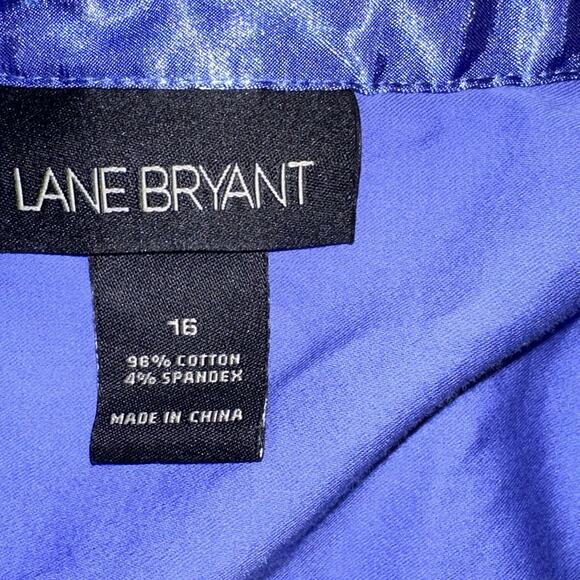 LANE BRYANT
16
96% COTTON
4% SPANDEX
MADE IN CHINA